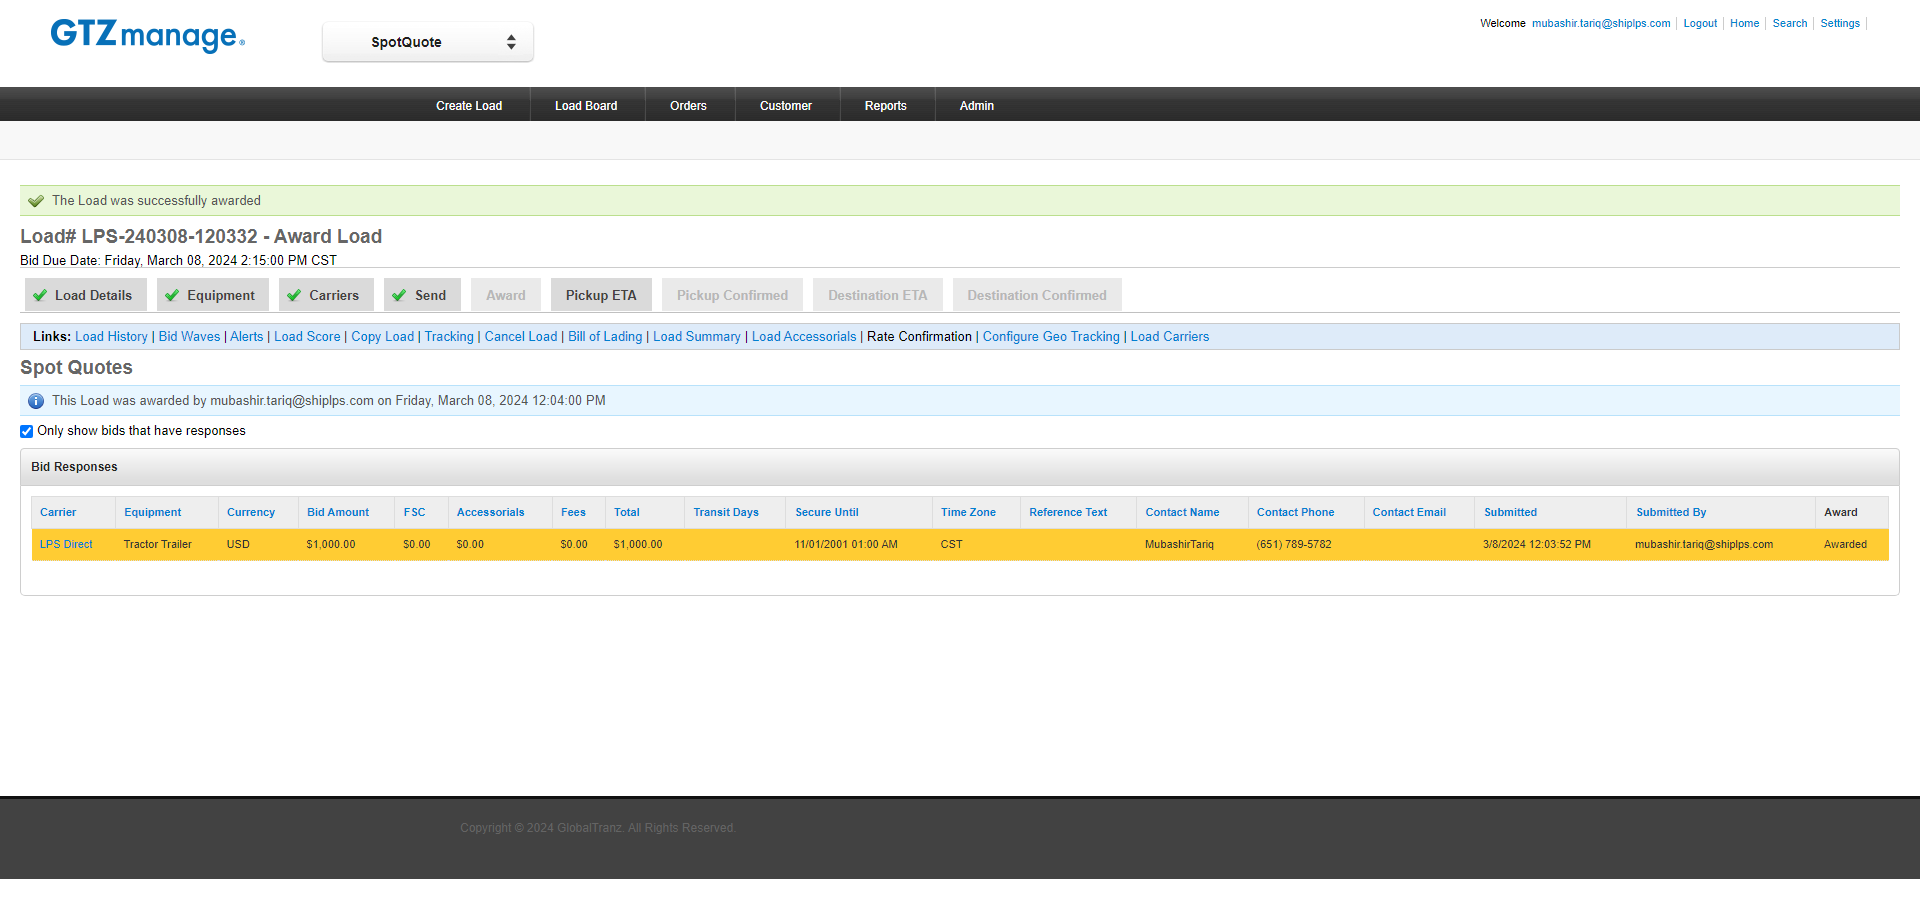 GTZmanage®
SpotQuote
Welcome mubashir.tariq@shiplps.com Logout Home Search Settings
Create Load Load Board Orders Customer Reports Admin
The Load was successfully awarded
Load# LPS-240308-120332 - Award Load
Bid Due Date: Friday, March 08, 2024 2:15:00 PM CST
Load Details Equipment Carriers Send Award Pickup ETA Pickup Confirmed Destination ETA Destination Confirmed
Links: Load History | Bid Waves | Alerts | Load Score | Copy Load | Tracking | Cancel Load | Bill of Lading | Load Summary | Load Accessorials | Rate Confirmation | Configure Geo Tracking | Load Carriers
Spot Quotes
This Load was awarded by mubashir.tariq@shiplps.com on Friday, March 08, 2024 12:04:00 PM
Only show bids that have responses
Bid Responses
Carrier Equipment Currency Bid Amount FSC Accessorials Fees Total Transit Days Secure Until Time Zone Reference Text Contact Name Contact Phone Contact Email Submitted Submitted By Award
LPS Direct Tractor Trailer USD $1,000.00 $0.00 $0.00 $0.00 $1,000.00 11/01/2001 01:00 AM CST MubashirTariq (651) 789-5782 3/8/2024 12:03:52 PM mubashir.tariq@shiplps.com Awarded
Copyright © 2024 GlobalTranz. All Rights Reserved.